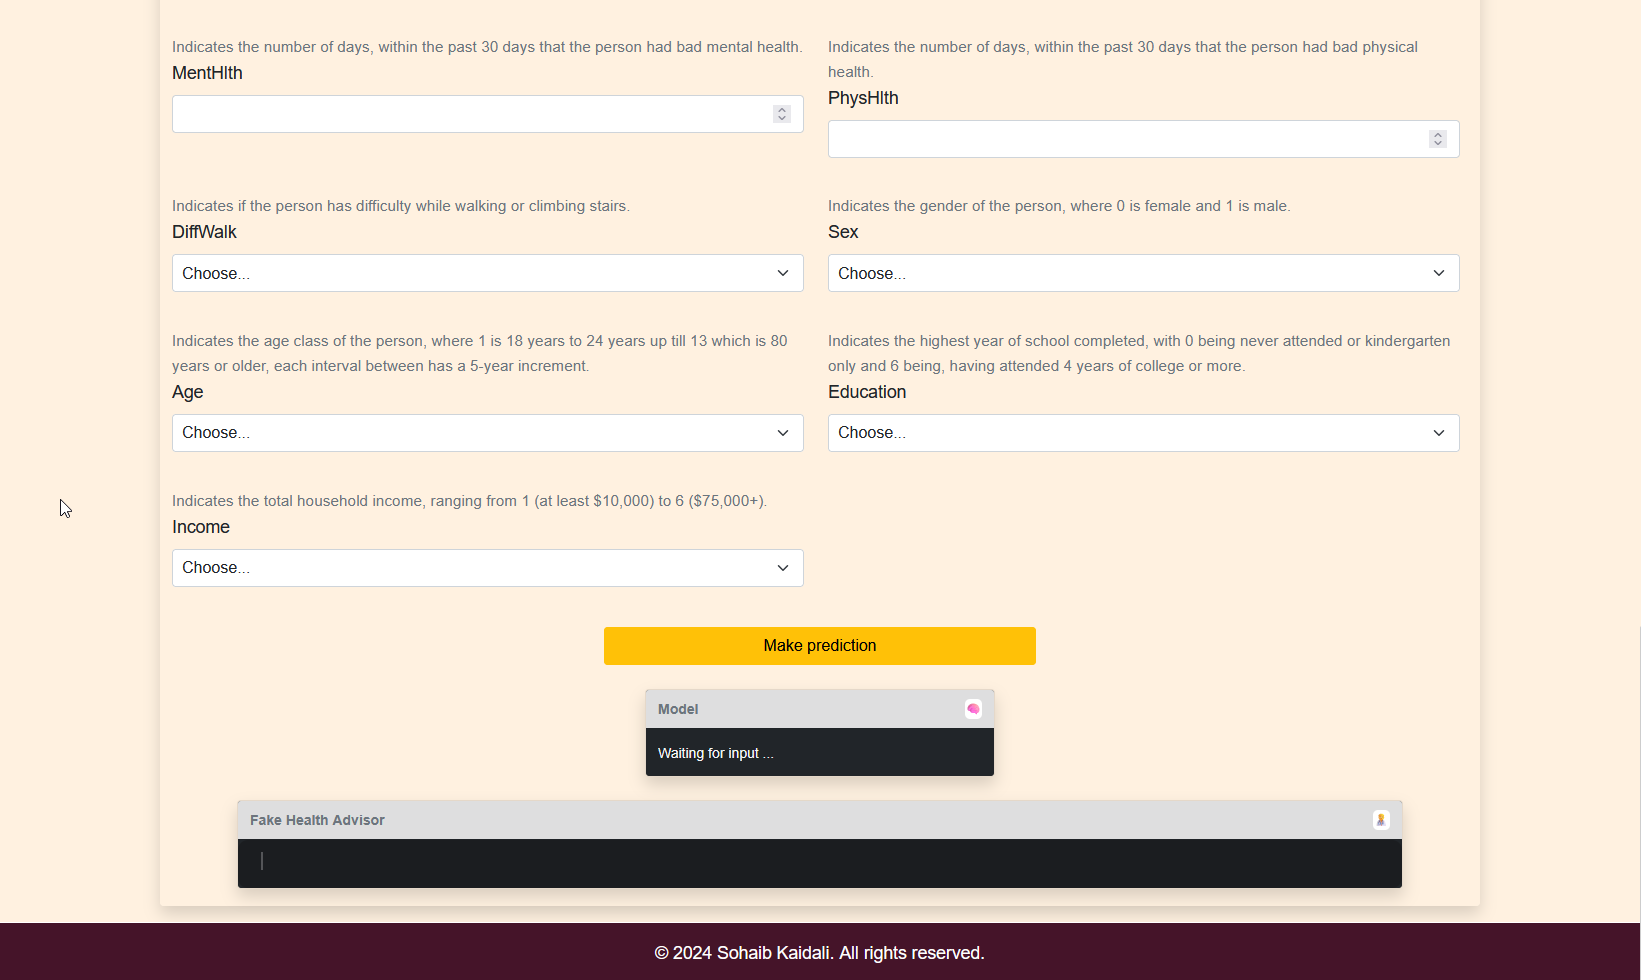 Indicates the number of days, within the past 30 days that the person had bad mental health.
MentHlth
Indicates the number of days, within the past 30 days that the person had bad physical
health.
PhysHlth
Indicates if the person has difficulty while walking or climbing stairs.
DiffWalk
Choose...
Indicates the gender of the person, where 0 is female and 1 is male.
Sex
Choose...
Indicates the age class of the person, where 1 is 18 years to 24 years up till 13 which is 80
years or older, each interval between has a 5-year increment.
Age
Choose...
Indicates the highest year of school completed, with 0 being never attended or kindergarten
only and 6 being, having attended 4 years of college or more.
Education
Choose...
Indicates the total household income, ranging from 1 (at least $10,000) to 6 ($75,000+).
Income
Choose...
Make prediction
Model
Waiting for input ...
Fake Health Advisor
© 2024 Sohaib Kaidali. All rights reserved.